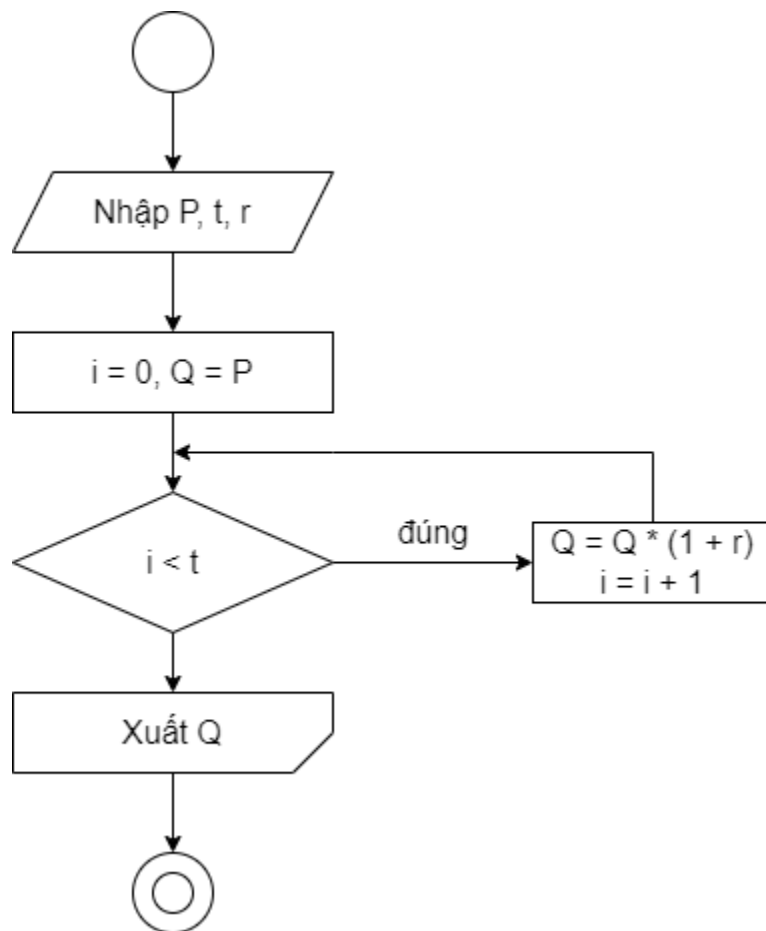 Nhập P, t, r
i = 0, Q = P
i < t
đúng
Q = Q * (1 + r)
i = i + 1
Xuất Q